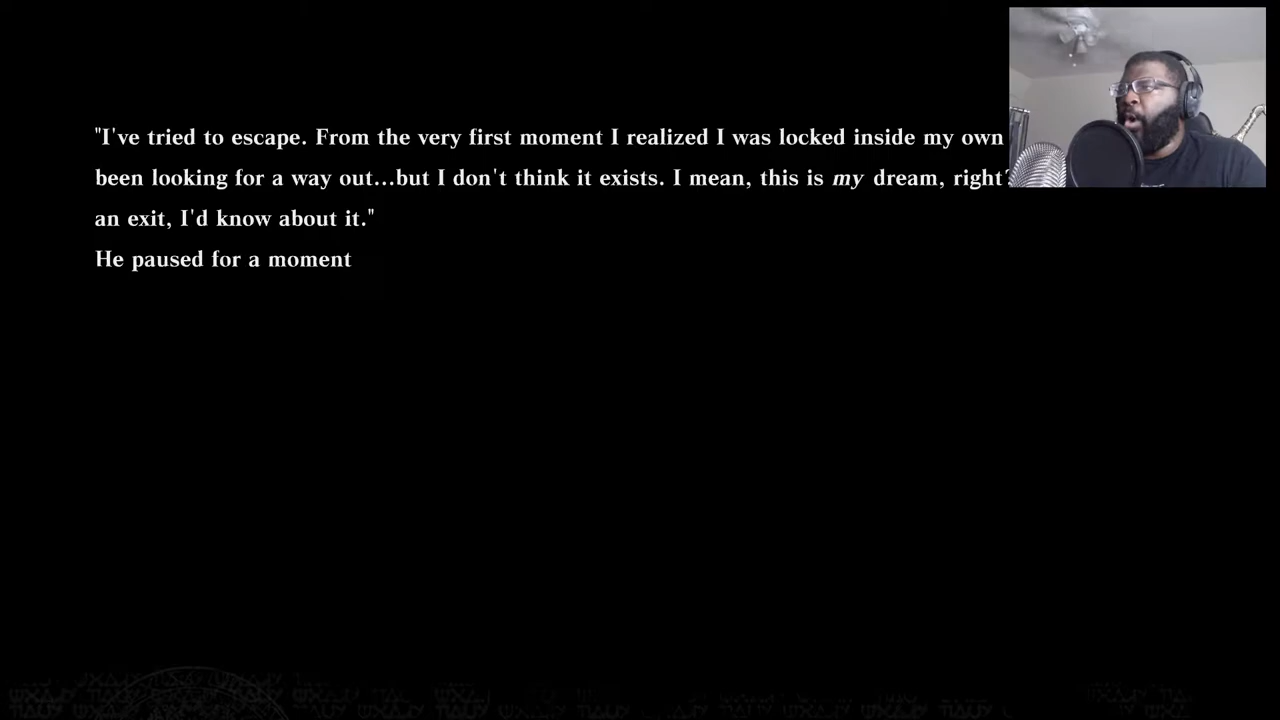 "I've tried to escape. From the very first moment I realized I was locked inside my own
been looking for a way out...but I don't think it exists. I mean, this is my dream, right?
an exit, I'd know about it."
He paused for a moment